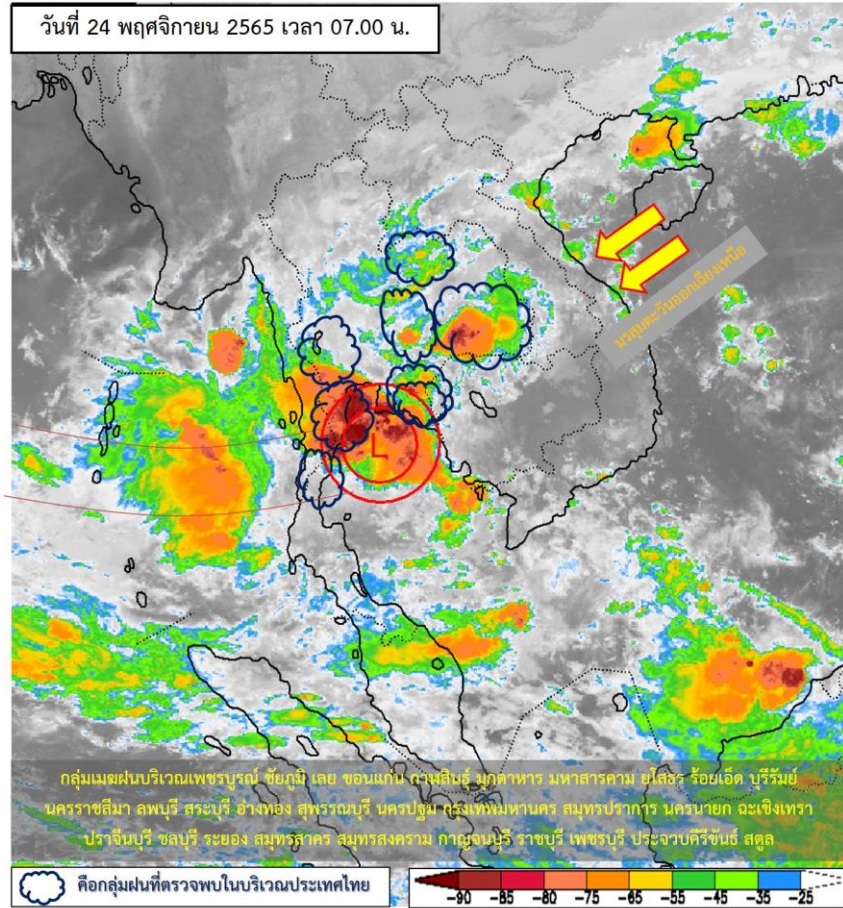 วันที่ 24 พฤศจิกายน 2565 เวลา 07.00 น.
มรสุมตะวันออกเฉียงเหนือ
L
กลุ่มเมฆฝนบริเวณเพชรบูรณ์ ชัยภูมิ เลย ขอนแก่น กาฬสินธุ์ มุกดาหาร มหาสารคาม ยโสธร ร้อยเอ็ด บุรีรัมย์
นครราชสีมา ลพบุรี สระบุรี อ่างทอง สุพรรณบุรี นครปฐม กรุงเทพมหานคร สมุทรปราการ นครนายก ฉะเชิงเทรา
ปราจีนบุรี ชลบุรี ระยอง สมุทรสาคร สมุทรสงคราม กาญจนบุรี ราชบุรี เพชรบุรี ประจวบคีรีขันธ์ สตูล
คือกลุ่มฝนที่ตรวจพบในบริเวณประเทศไทย
-90 -85 -80 -75 -65 -55 -45 -35 -25